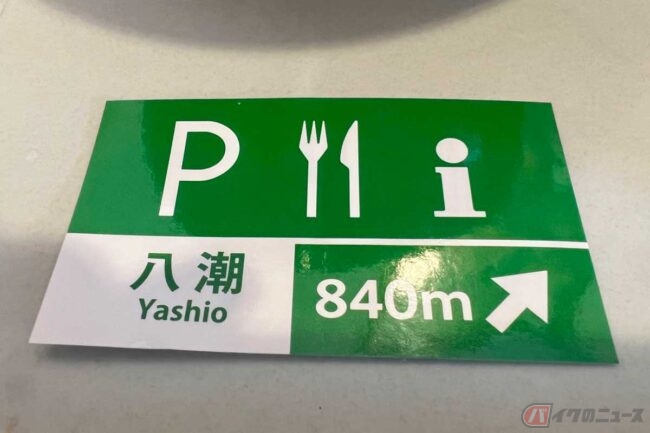 P i
八潮
Yashio
840m
バイクのニュース